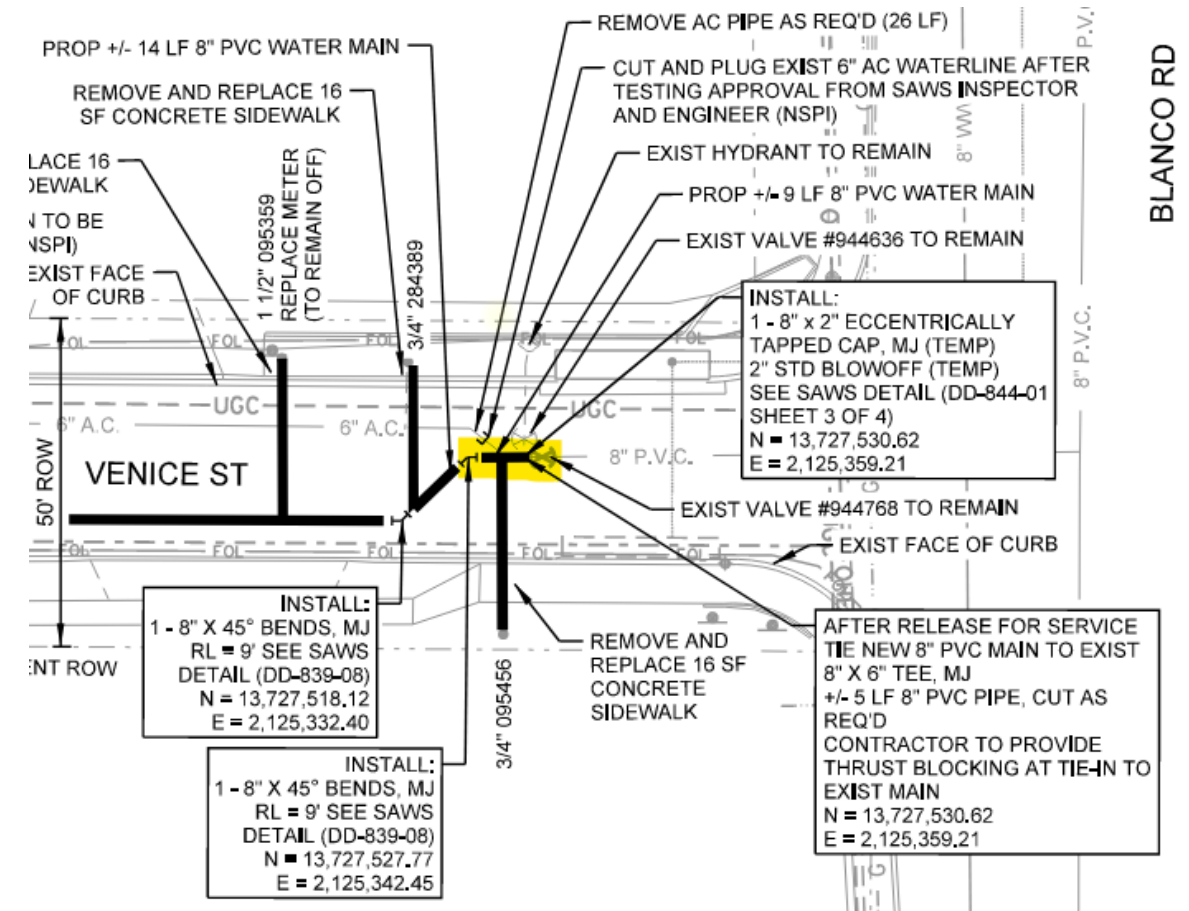 REMOVE AC PIPE AS REQ'D (26 LF)
PROP +/- 14 LF 8" PVC WATER MAIN
CUT AND PLUG EXIST 6" AC WATERLINE AFTER
TESTING APPROVAL FROM SAWS INSPECTOR
AND ENGINEER (NSPI)
REMOVE AND REPLACE 16
SF CONCRETE SIDEWALK
EXIST HYDRANT TO REMAIN
PROP +/- 9 LF 8" PVC WATER MAIN
EXIST VALVE #944636 TO REMAIN
LACE 16
DEWALK
N TO BE
NSPI)
EXIST FACE
OF CURB
1 1/2" 095359
REPLACE METER
(TO REMAIN OFF)
3/4" 284389
BLANCO RD
P.V.C.
8"
WW
8" P.V.C.
INSTALL:
1 - 8" x 2" ECCENTRICALLY
TAPPED CAP, MJ (TEMP)
2" STD BLOWOFF (TEMP)
SEE SAWS DETAIL (DD-844-01
SHEET 3 OF 4)
N = 13,727,530.62
E = 2,125,359.21
FOL
FOL
FOL
FOL
UGC
UGC
6" A.C.
6" A.C.
8" P.V.C.
VENICE ST
50' ROW
EXIST VALVE #944768 TO REMAIN
EXIST FACE OF CURB
FOL
FOL
FOL
FOL
FOL
G
G
INSTALL:
1 - 8" X 45° BENDS, MJ
RL = 9' SEE SAWS
DETAIL (DD-839-08)
N = 13,727,518.12
E = 2,125,332.40
ENT ROW
3/4" 095456
REMOVE AND
REPLACE 16 SF
CONCRETE
SIDEWALK
AFTER RELEASE FOR SERVICE
TIE NEW 8" PVC MAIN TO EXIST
8" X 6" TEE, MJ
+/- 5 LF 8" PVC PIPE, CUT AS
REQ'D
CONTRACTOR TO PROVIDE
THRUST BLOCKING AT TIE-IN TO
EXIST MAIN
N = 13,727,530.62
E = 2,125,359.21
INSTALL:
1 - 8" X 45° BENDS, MJ
RL = 9' SEE SAWS
DETAIL (DD-839-08)
N = 13,727,527.77
E = 2,125,342.45